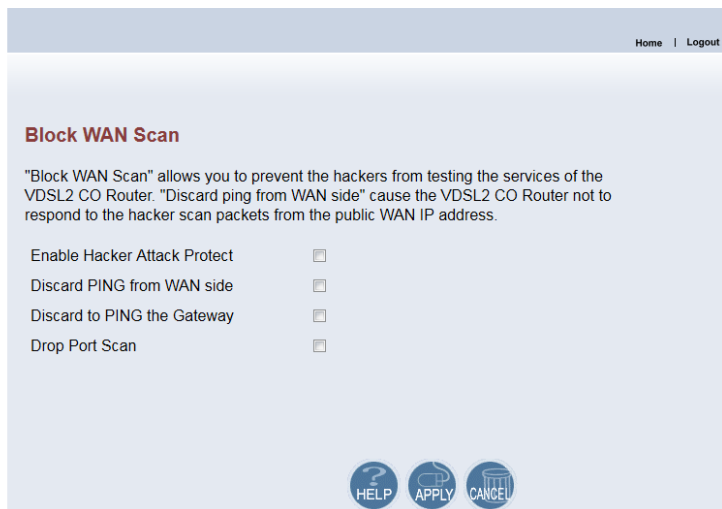 Home | Logout
Block WAN Scan
"Block WAN Scan" allows you to prevent the hackers from testing the services of the
VDSL2 CO Router. "Discard ping from WAN side" cause the VDSL2 CO Router not to
respond to the hacker scan packets from the public WAN IP address.
Enable Hacker Attack Protect
Discard PING from WAN side
Discard to PING the Gateway
Drop Port Scan
HELP APPLY CANCEL